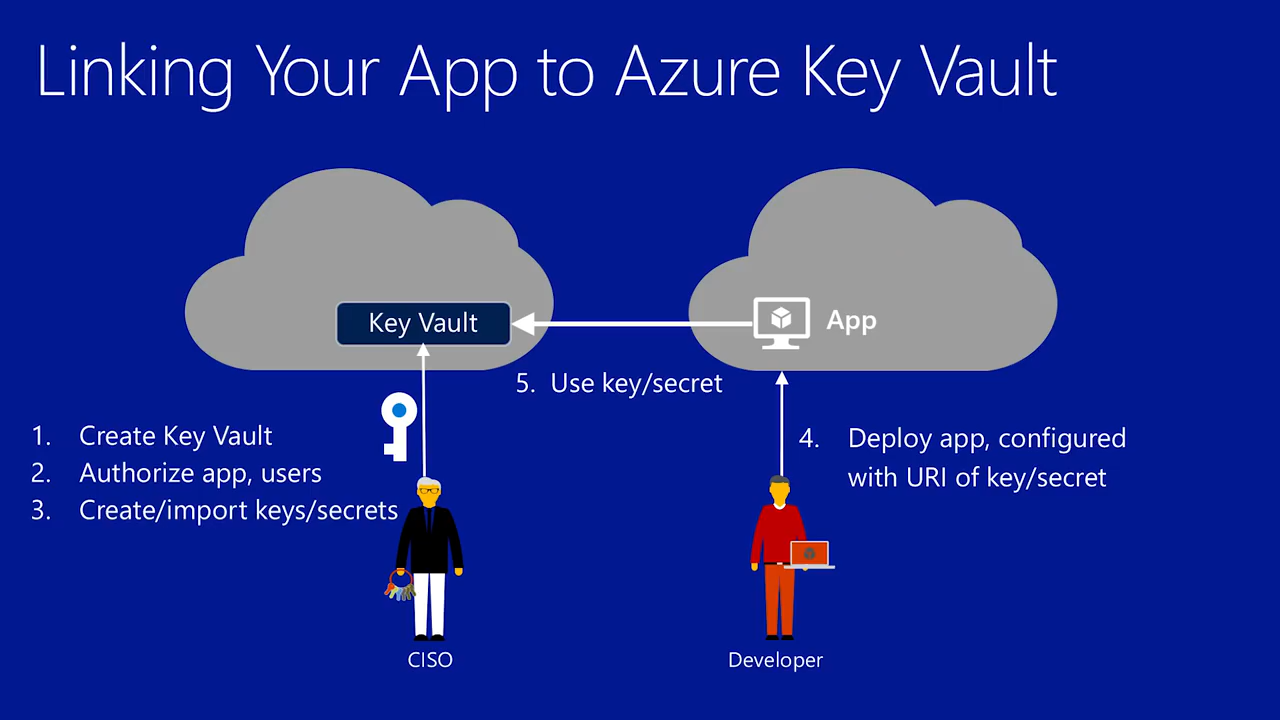 Linking Your App to Azure Key Vault
Key Vault
App
5. Use key/secret
1. Create Key Vault
2. Authorize app, users
3. Create/import keys/secrets
4. Deploy app, configured
with URI of key/secret
CISO
Developer